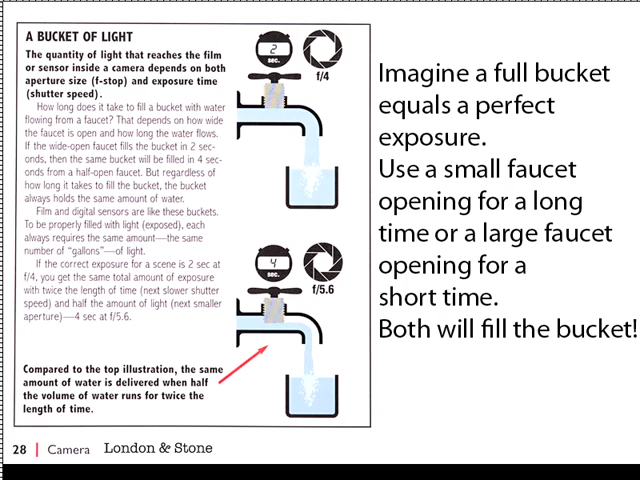 A BUCKET OF LIGHT
The quantity of light that reaches the film
or sensor inside a camera depends on both
aperture size (f-stop) and exposure time
(shutter speed).
How long does it take to fill a bucket with water
flowing from a faucet? That depends on how wide
the faucet is open and how long the water flows.
If the wide-open faucet fills the bucket in 2 sec-
onds, then the same bucket will be filled in 4 sec-
onds from a half-open faucet. But regardless of
how long it takes to fill the bucket, the bucket
always holds the same amount of water.
Film and digital sensors are like these buckets.
To be properly filled with light (exposed), each
always requires the same amount—the same
number of "gallons"—of light.
If the correct exposure for a scene is 2 sec at
f/4, you get the same total amount of exposure
with twice the length of time (next slower shutter
speed) and half the amount of light (next smaller
aperture)—4 sec at f/5.6.
Compared to the top illustration, the same
amount of water is delivered when half
the volume of water runs for twice the
length of time.
2
SEC.
f/4
4
SEC.
f/5.6
28 | Camera London & Stone
Imagine a full bucket
equals a perfect
exposure.
Use a small faucet
opening for a long
time or a large faucet
opening for a
short time.
Both will fill the bucket!